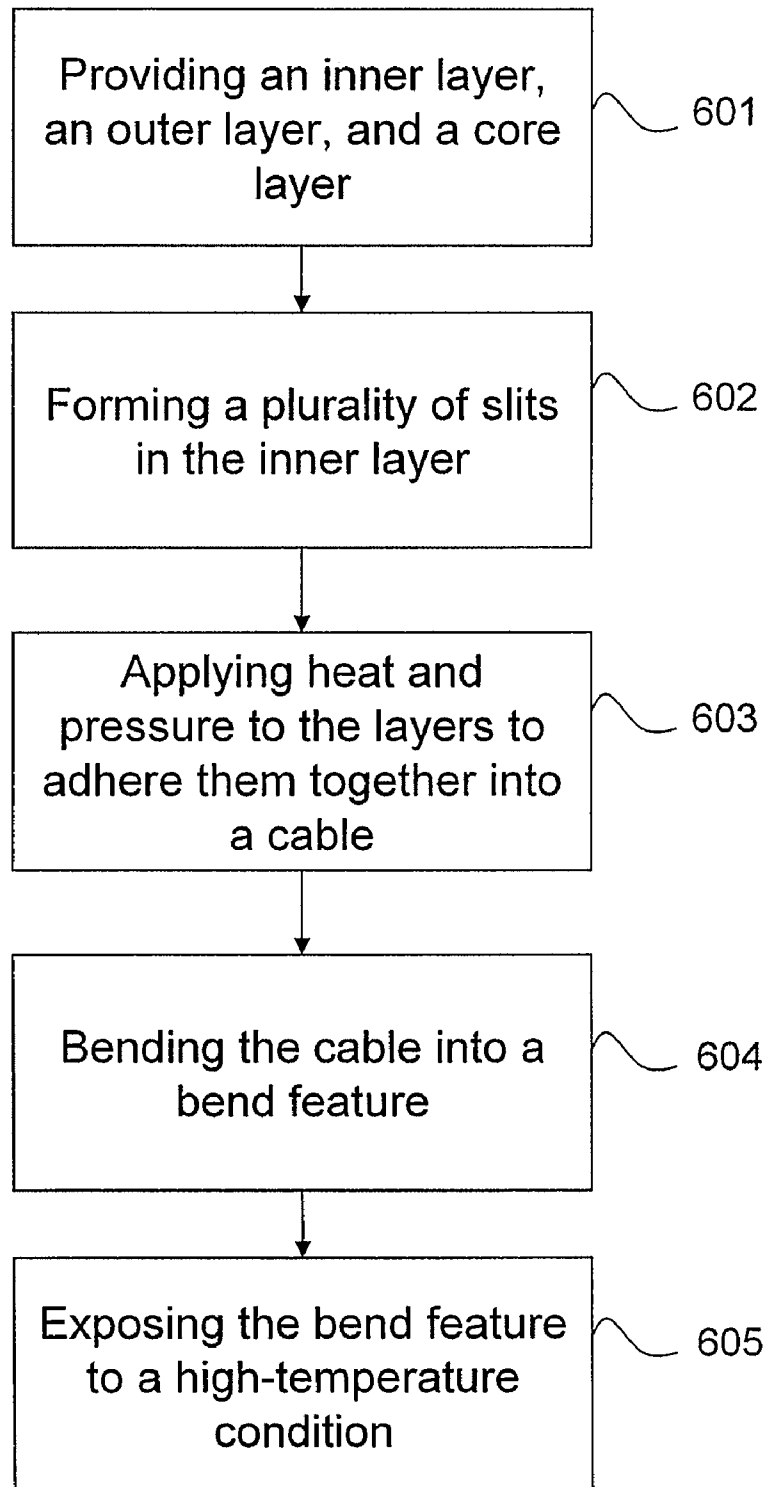 Providing an inner layer,
an outer layer, and a core
layer
601
Forming a plurality of slits
in the inner layer
602
Applying heat and
pressure to the layers to
adhere them together into
a cable
603
Bending the cable into a
bend feature
604
Exposing the bend feature
to a high-temperature
condition
605